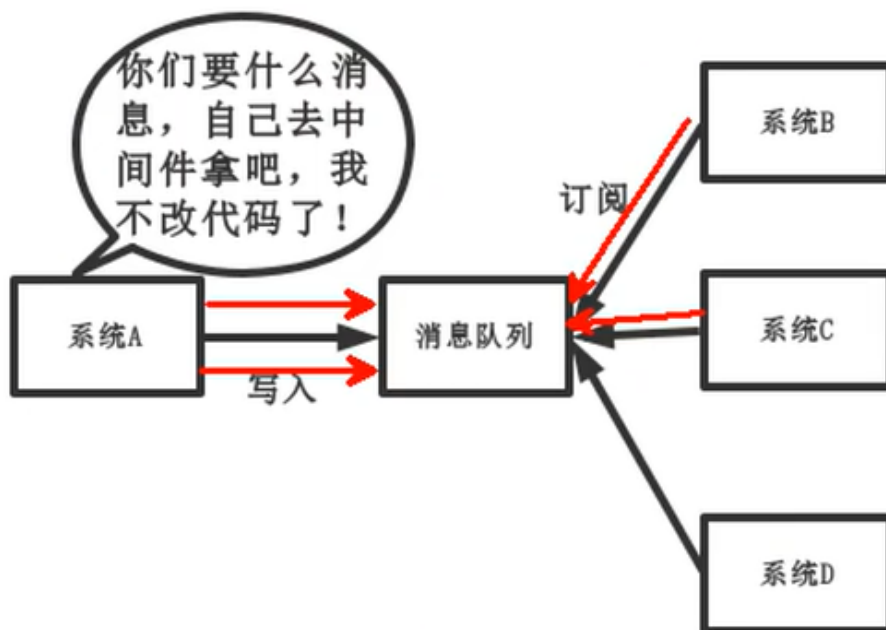 你们要什么消
息，自己去中
间件拿吧，我
不改代码了！
系统B
订阅
系统A
消息队列
系统C
写入
系统D